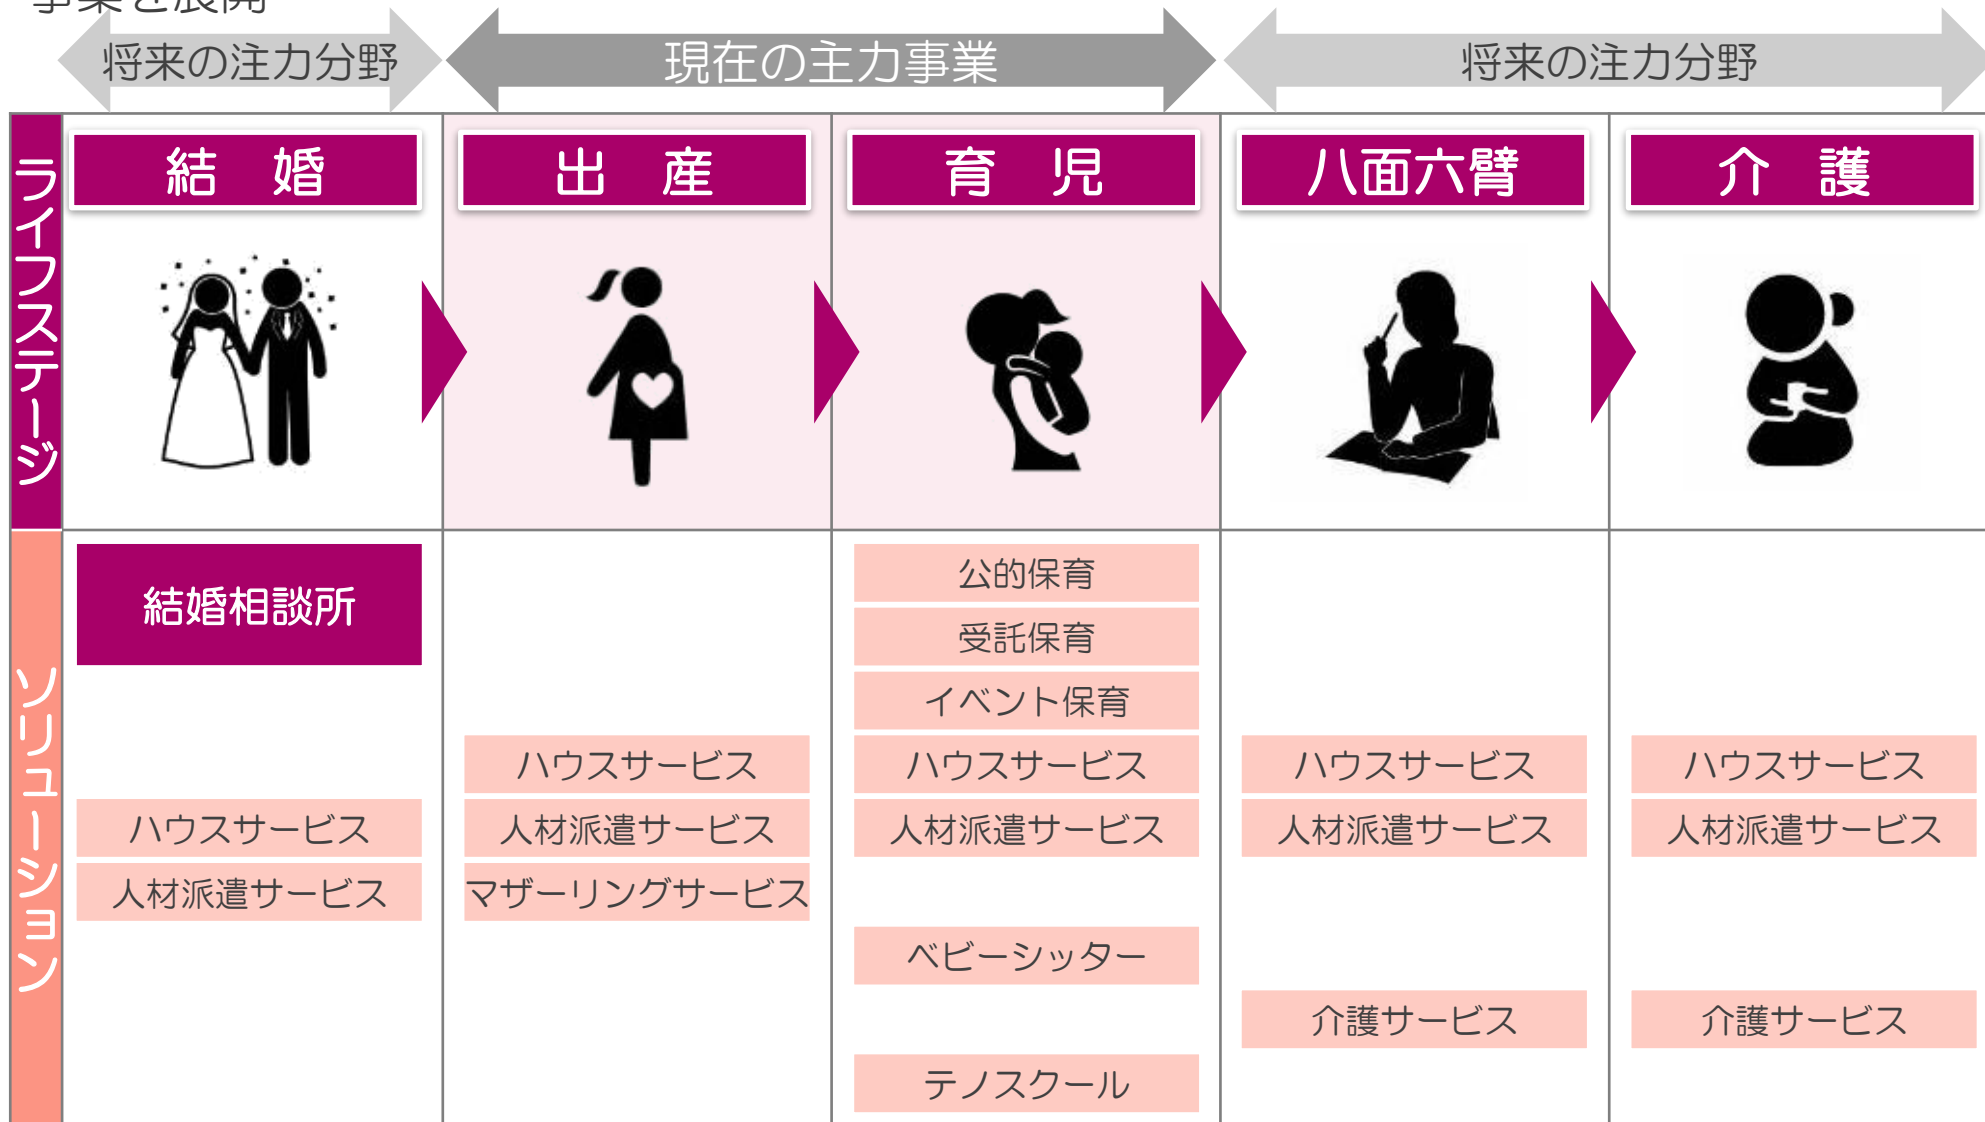 事業を展開
将来の注力分野
現在の主力事業
将来の注力分野
ライフステージ
結 婚
出 産
育 児
八面六臂
介 護
ソリューション
結婚相談所
ハウスサービス
人材派遣サービス
ハウスサービス
人材派遣サービス
マザーリングサービス
公的保育
受託保育
イベント保育
ハウスサービス
人材派遣サービス
ベビーシッター
テノスクール
ハウスサービス
人材派遣サービス
介護サービス
ハウスサービス
人材派遣サービス
介護サービス